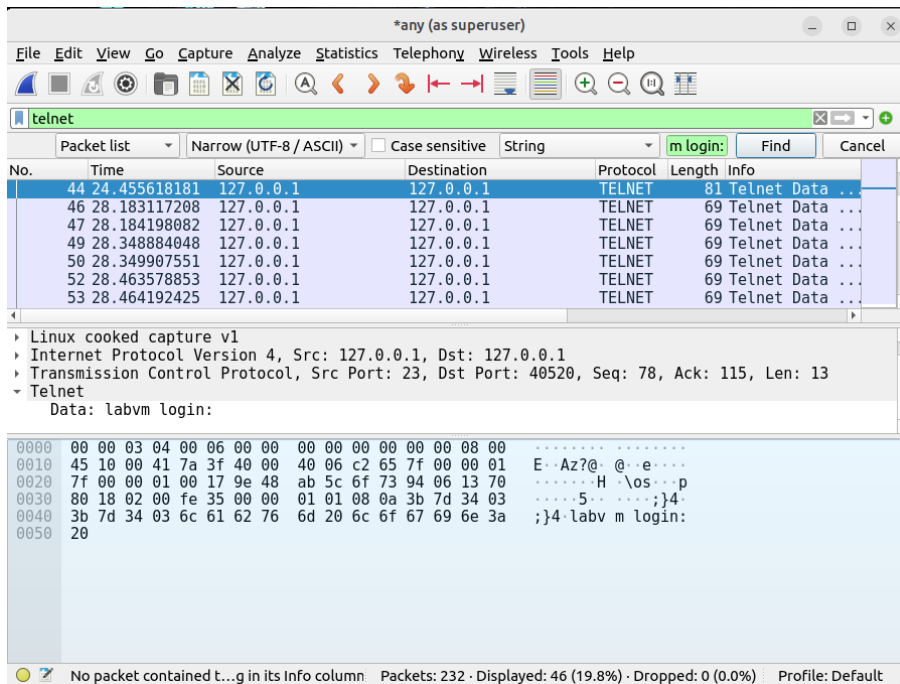 *any (as superuser)
File Edit View Go Capture Analyze Statistics Telephony Wireless Tools Help
telnet
Packet list Narrow (UTF-8 / ASCII) Case sensitive String m login: Find Cancel
No. Time Source Destination Protocol Length Info
44 24.455618181 127.0.0.1 127.0.0.1 TELNET 81 Telnet Data ...
46 28.183117208 127.0.0.1 127.0.0.1 TELNET 69 Telnet Data ...
47 28.184198082 127.0.0.1 127.0.0.1 TELNET 69 Telnet Data ...
49 28.348884048 127.0.0.1 127.0.0.1 TELNET 69 Telnet Data ...
50 28.349907551 127.0.0.1 127.0.0.1 TELNET 69 Telnet Data ...
52 28.463578853 127.0.0.1 127.0.0.1 TELNET 69 Telnet Data ...
53 28.464192425 127.0.0.1 127.0.0.1 TELNET 69 Telnet Data ...
Linux cooked capture v1
Internet Protocol Version 4, Src: 127.0.0.1, Dst: 127.0.0.1
Transmission Control Protocol, Src Port: 23, Dst Port: 40520, Seq: 78, Ack: 115, Len: 13
Telnet
Data: labvm login:
0000 00 00 03 04 00 06 00 00 00 00 00 00 00 00 08 00 ········ ········
0010 45 10 00 41 7a 3f 40 00 40 06 c2 65 7f 00 00 01 E··Az?@· @··e····
0020 7f 00 00 01 00 17 9e 48 ab 5c 6f 73 94 06 13 70 ·······H ·\os···p
0030 80 18 02 00 fe 35 00 00 01 01 08 0a 3b 7d 34 03 ·····5·· ····;}4·
0040 3b 7d 34 03 6c 61 62 76 6d 20 6c 6f 67 69 6e 3a ;}4·labv m login:
0050 20
No packet contained t...g in its Info column Packets: 232 · Displayed: 46 (19.8%) · Dropped: 0 (0.0%) Profile: Default